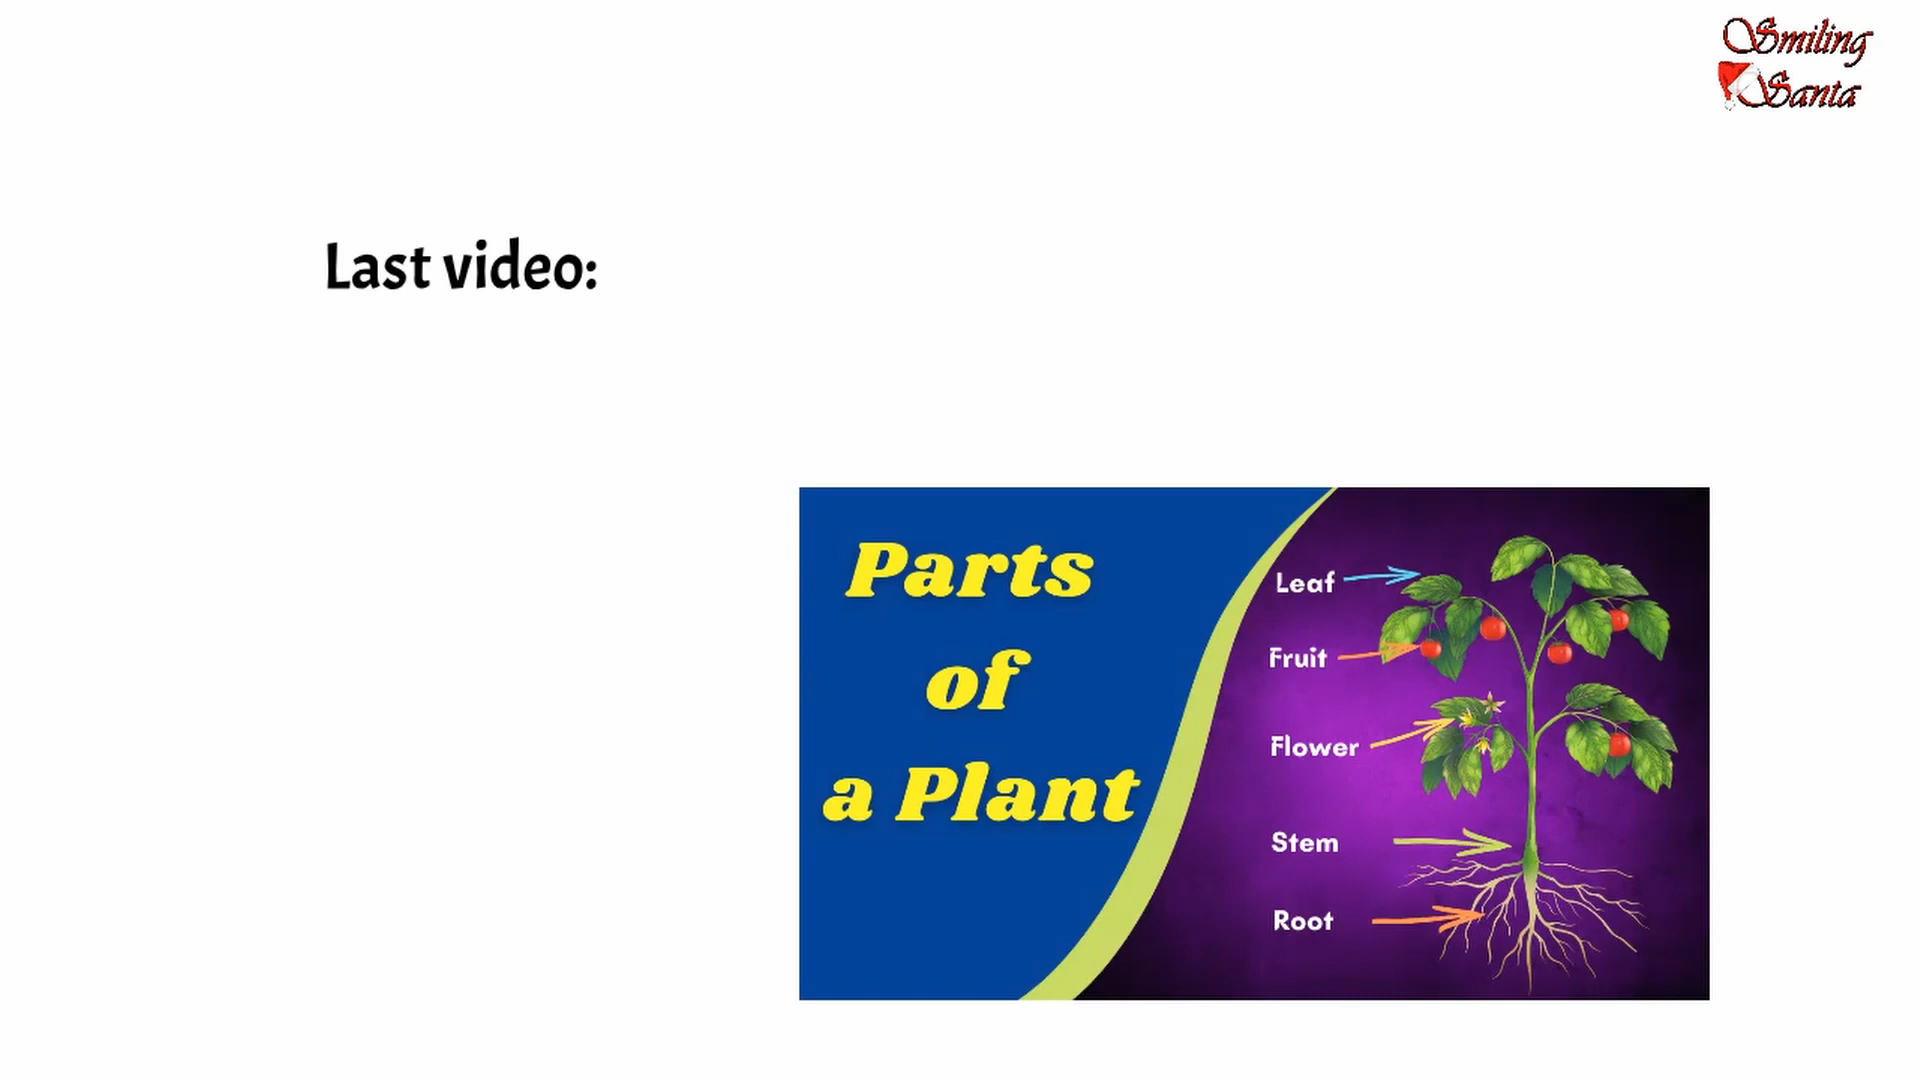 Smiling
Santa
Last video:
Parts
of
a Plant
Leaf
Fruit
Flower
Stem
Root